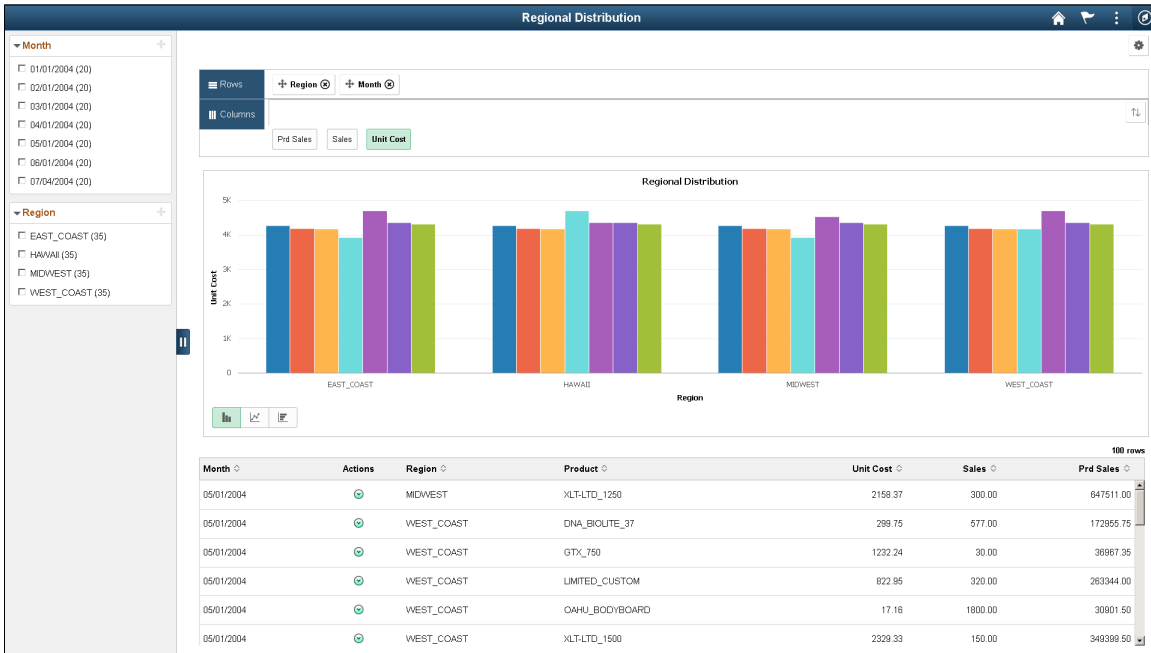 Regional Distribution
Month
01/01/2004 (20)
02/01/2004 (20)
03/01/2004 (20)
04/01/2004 (20)
05/01/2004 (20)
06/01/2004 (20)
07/04/2004 (20)
Region
EAST_COAST (35)
HAWAII (35)
MIDWEST (35)
WEST_COAST (35)
Rows Region Month
Columns
Prd Sales Sales Unit Cost
Regional Distribution
5K
4K
3K
2K
1K
0
Unit Cost
EAST_COAST HAWAII MIDWEST WEST_COAST
Region
100 rows
Month Actions Region Product Unit Cost Sales Prd Sales
05/01/2004 MIDWEST XLT-LTD_1250 2158.37 300.00 647511.00
05/01/2004 WEST_COAST DNA_BIOLITE_37 299.75 577.00 172955.75
05/01/2004 WEST_COAST GTX_750 1232.24 30.00 36967.35
05/01/2004 WEST_COAST LIMITED_CUSTOM 822.95 320.00 263344.00
05/01/2004 WEST_COAST OAHU_BODYBOARD 17.16 1800.00 30901.50
05/01/2004 WEST_COAST XLT-LTD_1500 2329.33 150.00 349399.50